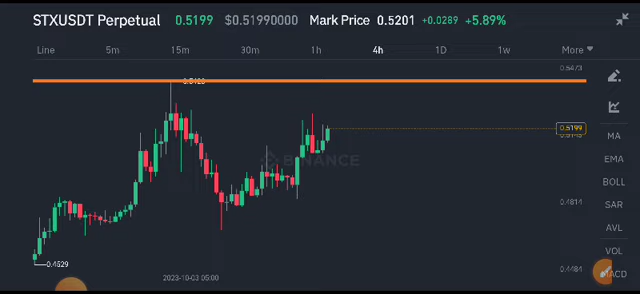 STXUSDT Perpetual 0.5199 $0.51990000 Mark Price 0.5201 +0.0289 +5.89%
Line 5m 15m 30m 1h 4h 1D 1w More
0.5473
0.5199
MA
EMA
BINANCE
BOLL
0.4814
SAR
AVL
VOL
0.4529
0.4484
MACD
2023-10-03 05:00